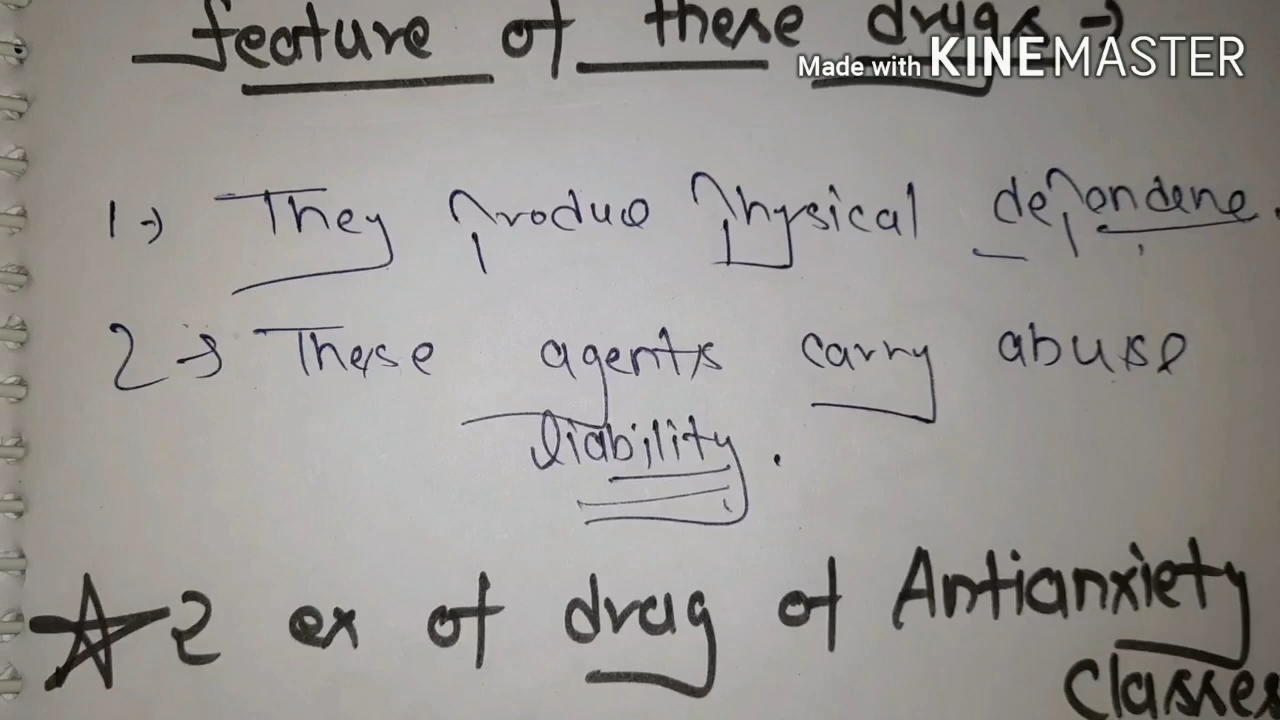 feature of these drugs →
Made with KINEMASTER
1→ They produce physical dependene.
2→ These agents carry abuse
liability.
☆ 2 ex of drug of Antianxiety
Classes